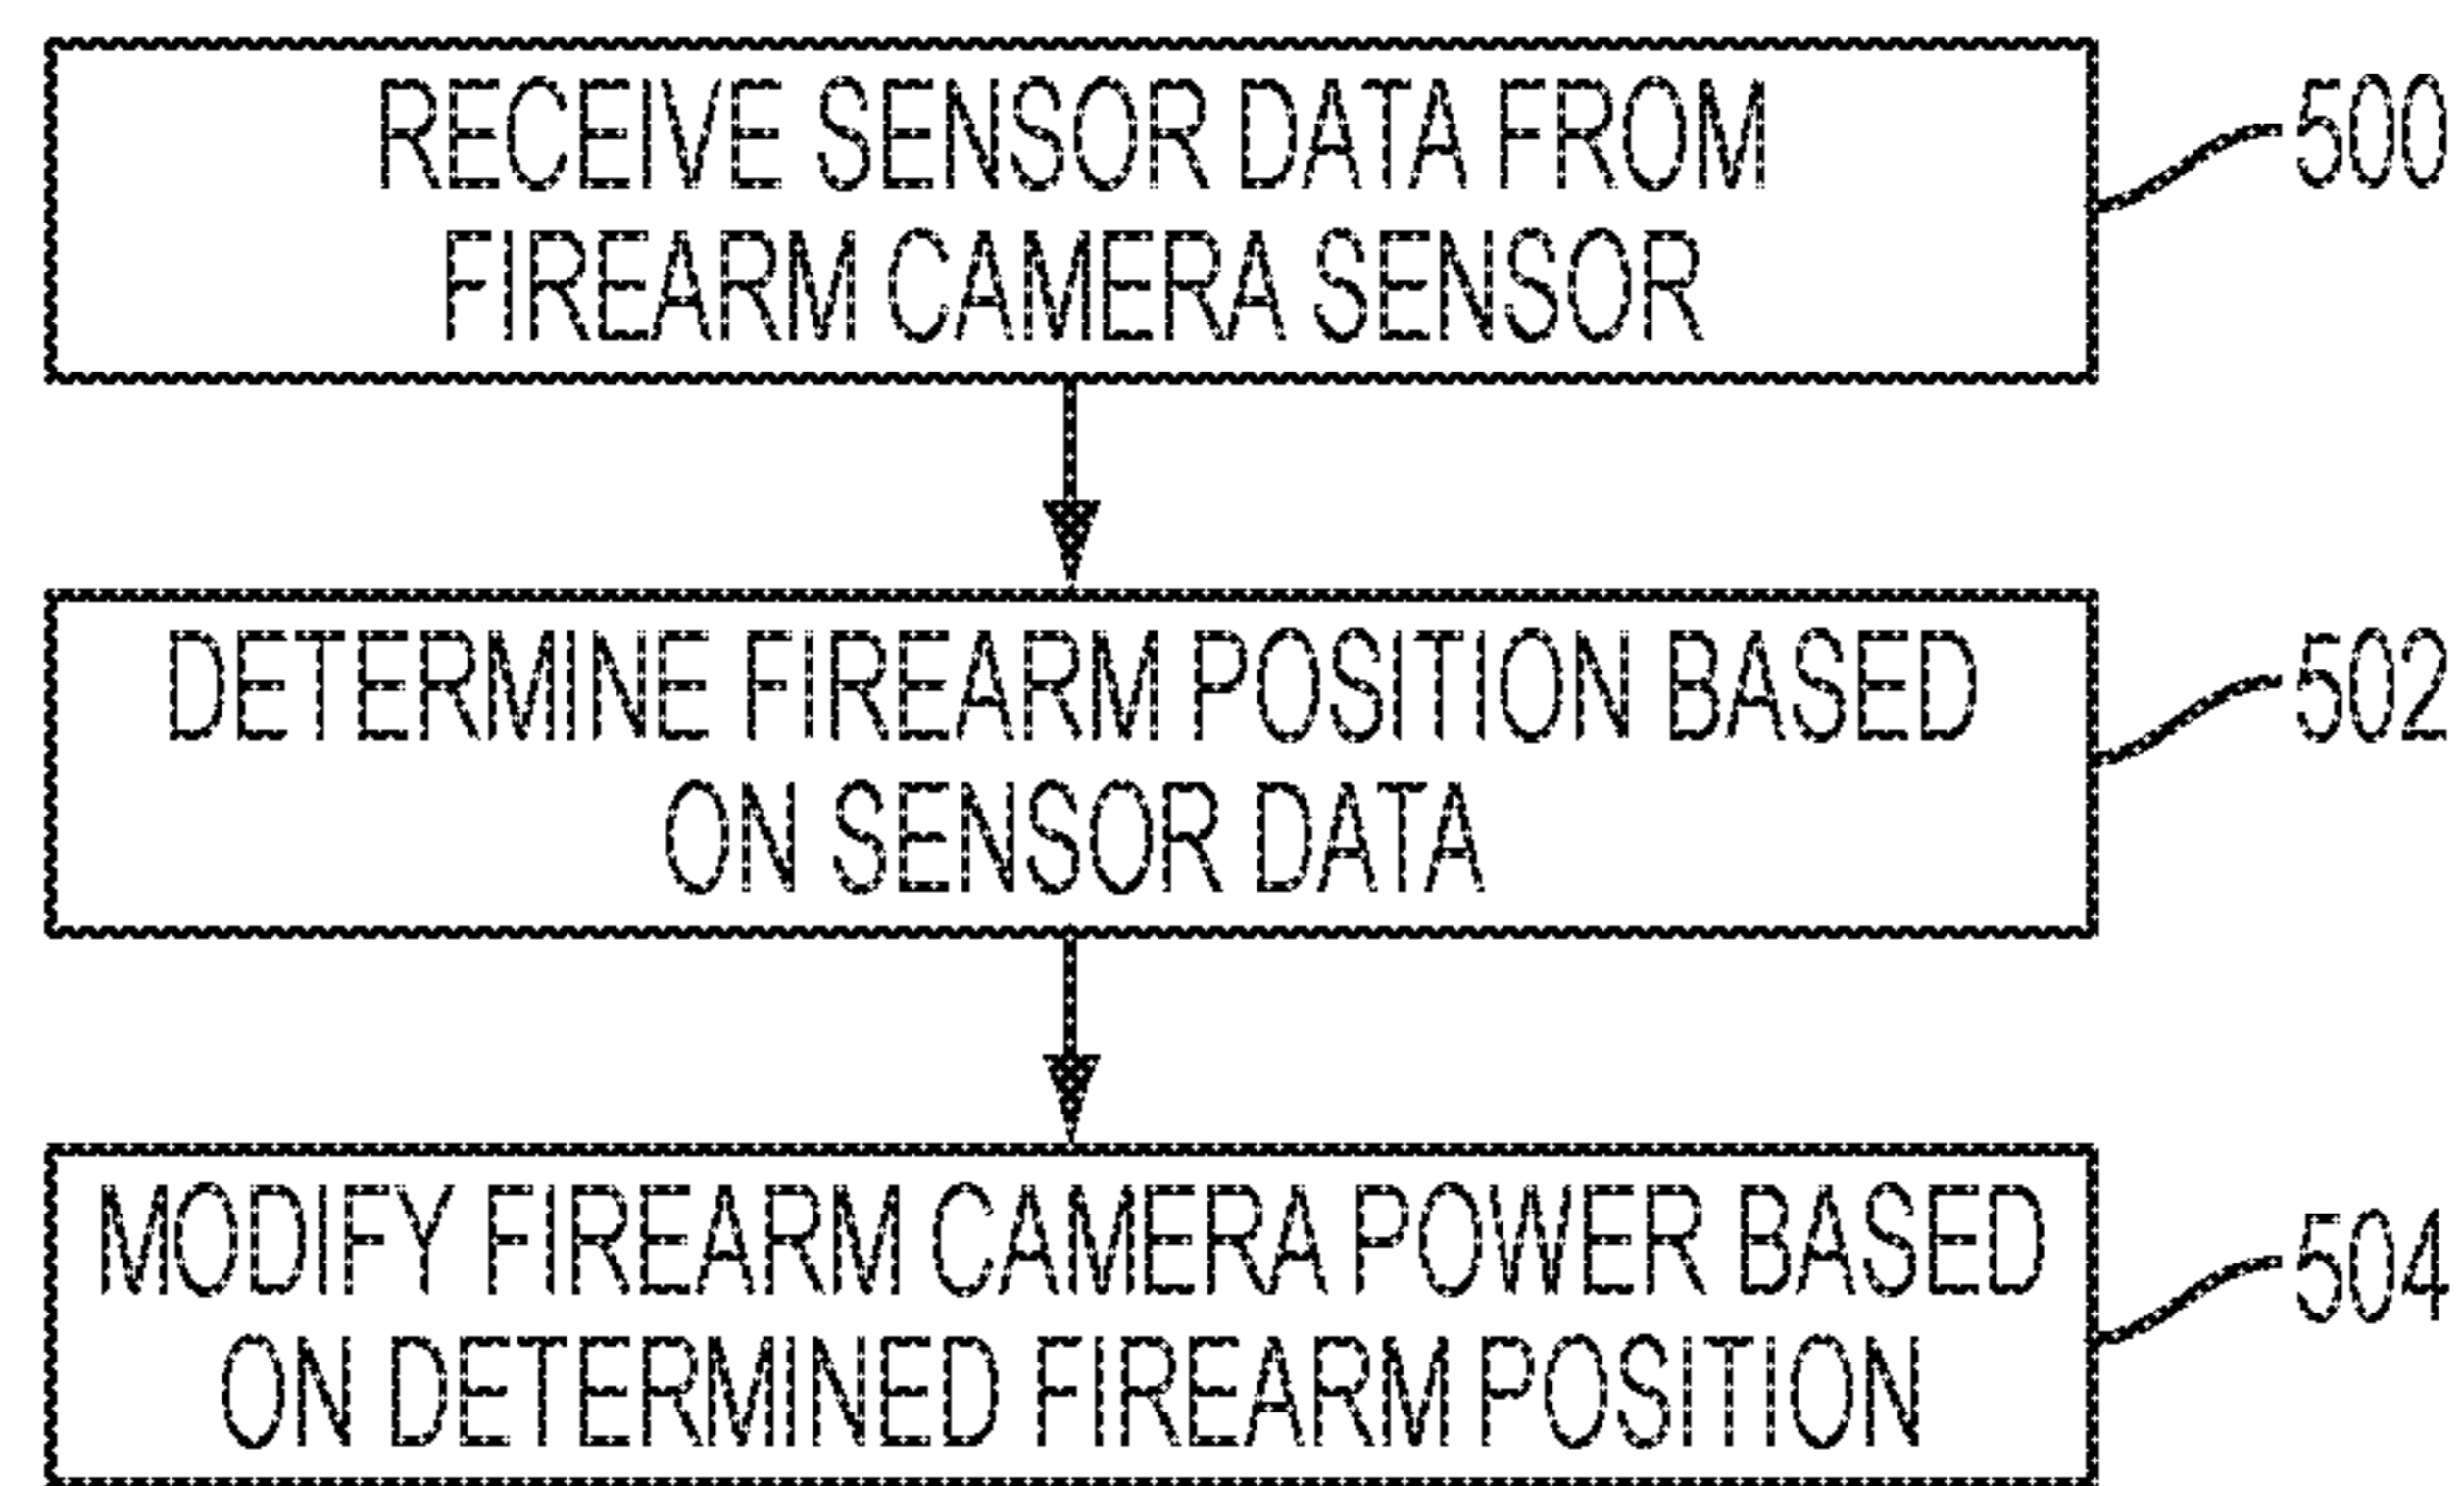 RECEIVE SENSOR DATA FROM
FIREARM CAMERA SENSOR
500
DETERMINE FIREARM POSITION BASED
ON SENSOR DATA
502
MODIFY FIREARM CAMERA POWER BASED
ON DETERMINED FIREARM POSITION
504